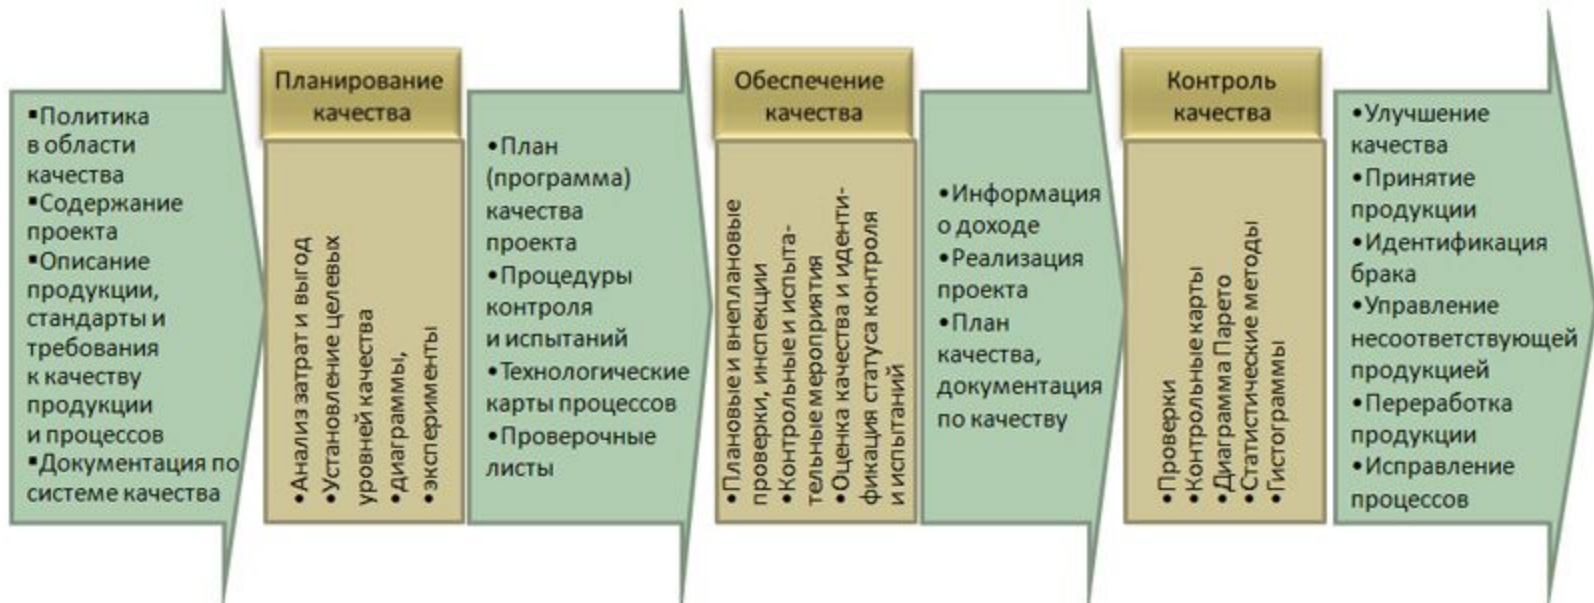 ▪Политика
в области
качества
▪Содержание
проекта
▪Описание
продукции,
стандарты и
требования
к качеству
продукции
и процессов
▪Документация по
системе качества
Планирование
качества
•Анализ затрат и выгод
•Установление целевых
уровней качества
•диаграммы,
•эксперименты
•План
(программа)
качества
проекта
•Процедуры
контроля
и испытаний
•Технологические
карты процессов
•Проверочные
листы
Обеспечение
качества
•Плановые и внеплановые
проверки, инспекции
•Контрольные и испыта-
тельные мероприятия
•Оценка качества и иденти-
фикация статуса контроля
и испытаний
•Информация
о доходе
•Реализация
проекта
•План
качества,
документация
по качеству
Контроль
качества
•Проверки
•Контрольные карты
•Диаграмма Парето
•Статистические методы
•Гистограммы
•Улучшение
качества
•Принятие
продукции
•Идентификация
брака
•Управление
несоответствующей
продукцией
•Переработка
продукции
•Исправление
процессов